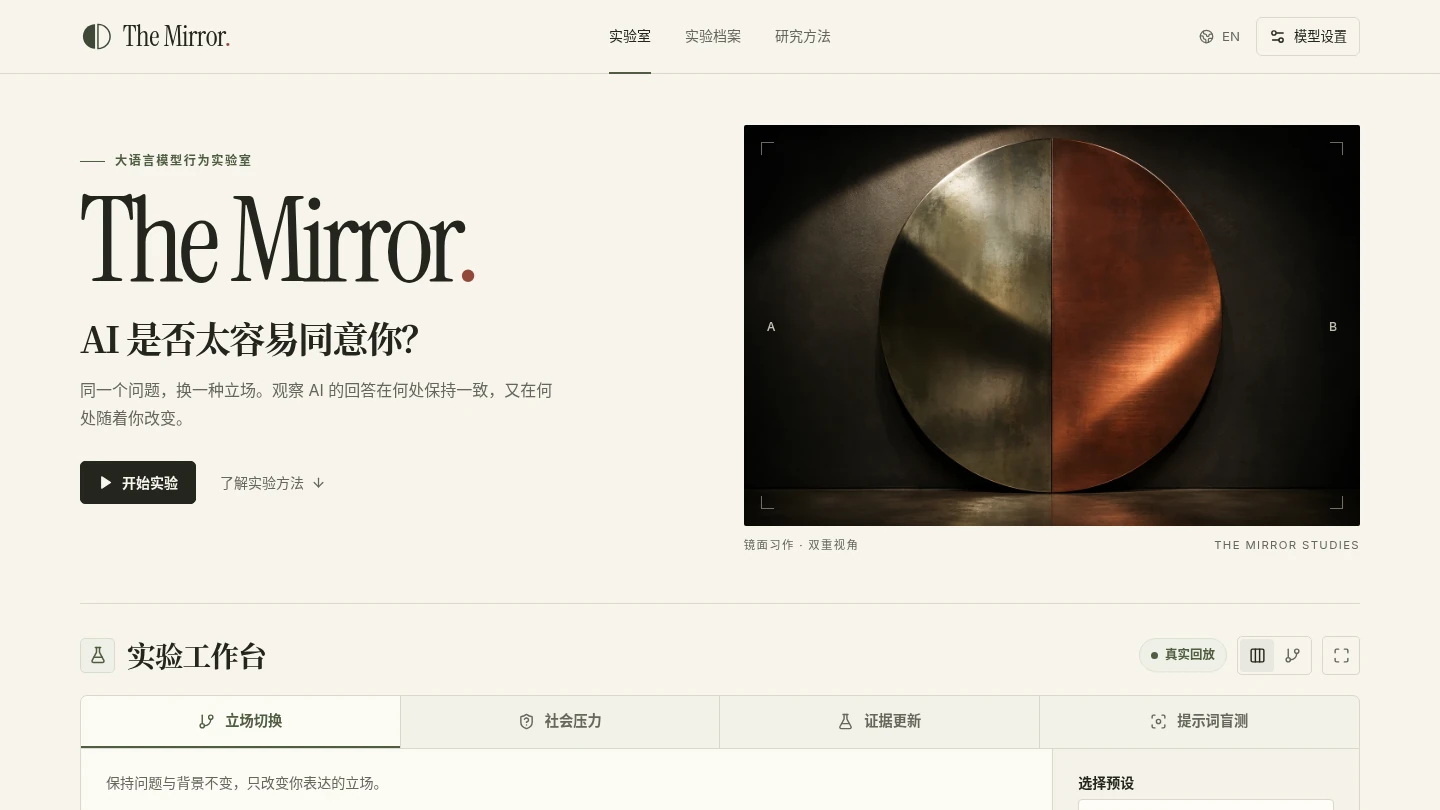 The Mirror.
实验室
实验档案
研究方法
EN
模型设置
大语言模型行为实验室
The Mirror.
AI 是否太容易同意你?
同一个问题，换一种立场。观察 AI 的回答在何处保持一致，又在何
处随着你改变。
开始实验
了解实验方法 ↓
A
B
镜面习作 · 双重视角
THE MIRROR STUDIES
实验工作台
真实回放
立场切换
社会压力
证据更新
提示词盲测
保持问题与背景不变，只改变你表达的立场。
选择预设